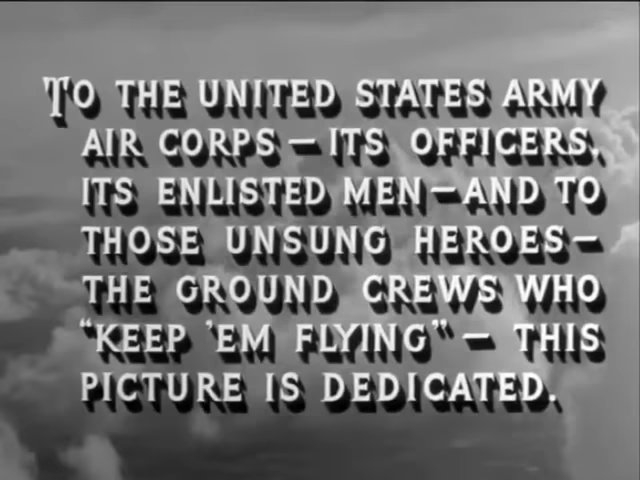 TO THE UNITED STATES ARMY
AIR CORPS — ITS OFFICERS,
ITS ENLISTED MEN — AND TO
THOSE UNSUNG HEROES —
THE GROUND CREWS WHO
“KEEP 'EM FLYING” — THIS
PICTURE IS DEDICATED.